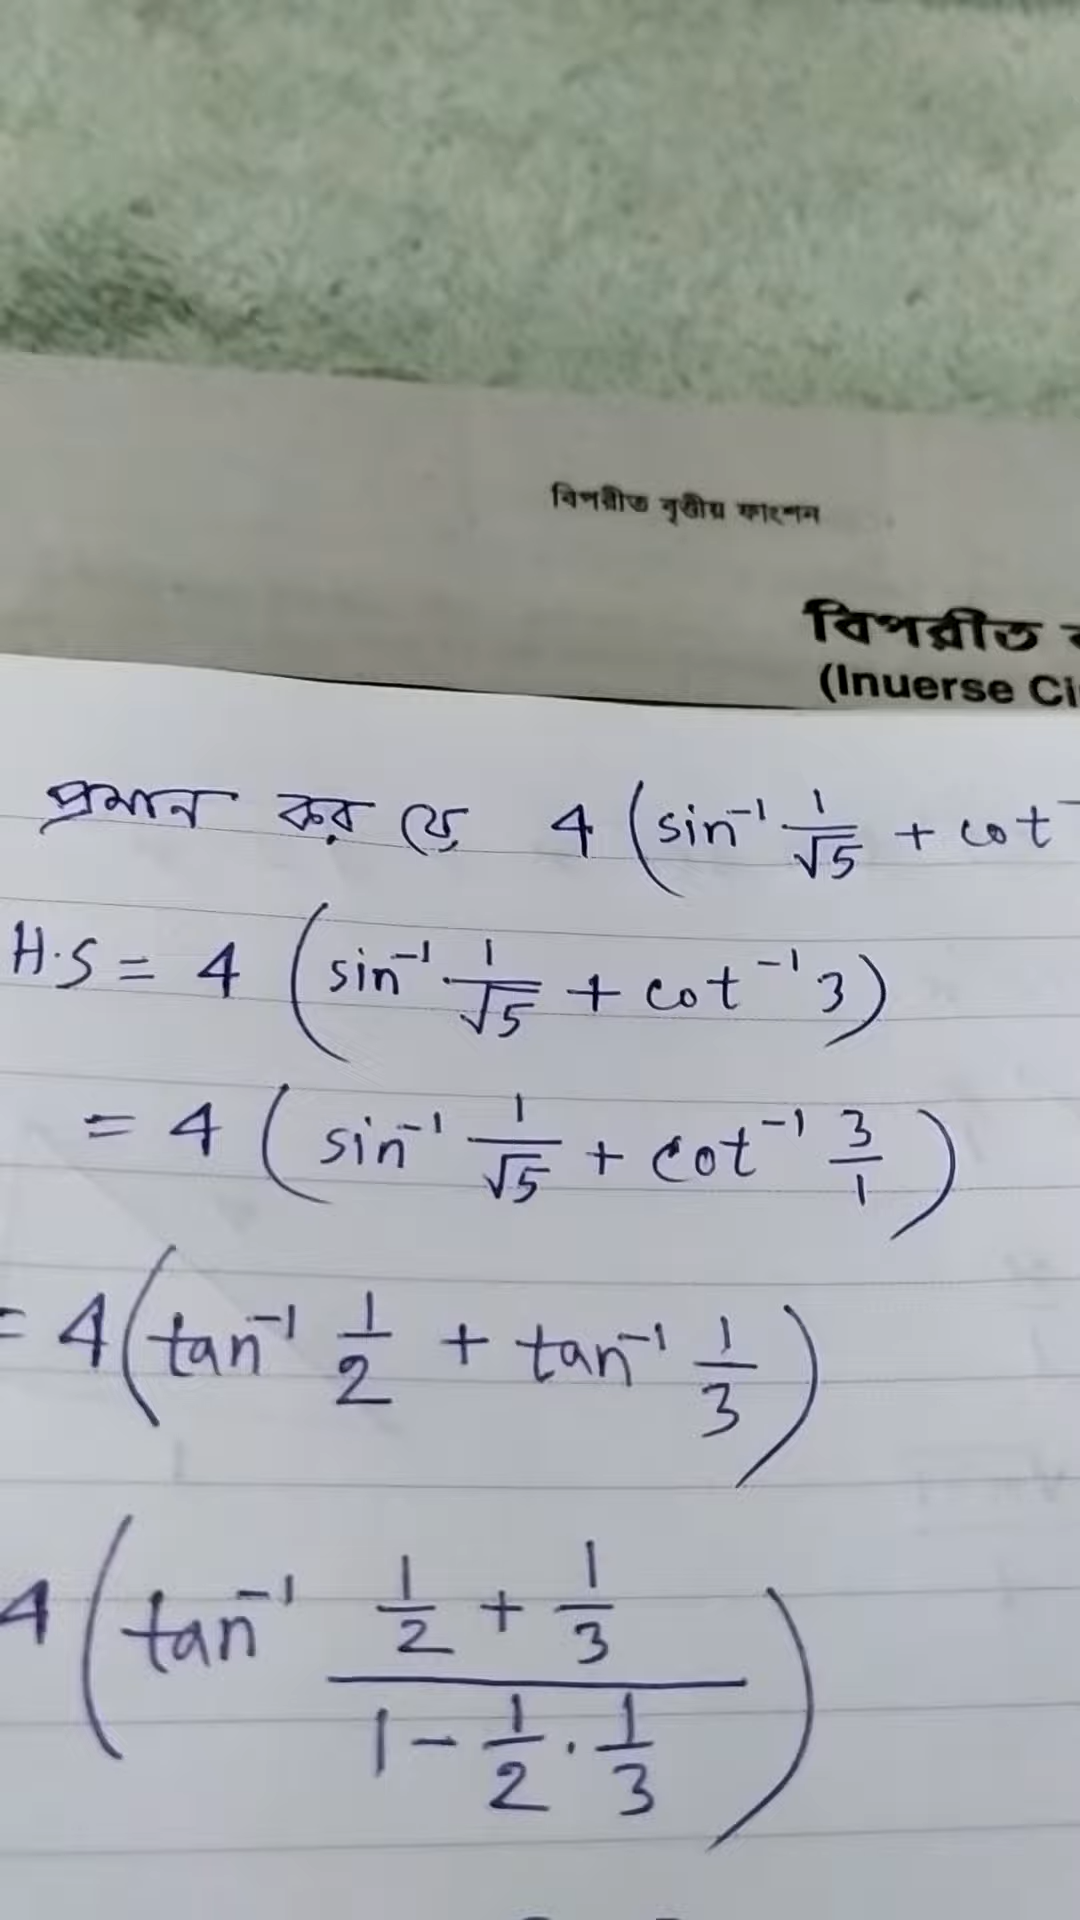 বিপরীত বৃত্তীয় ফাংশন
বিপরীত
(Inuerse Ci
প্রমান কর যে 4 (sin⁻¹ 1/√5 + cot⁻
H.S = 4 (sin⁻¹ 1/√5 + cot⁻¹ 3)
= 4 (sin⁻¹ 1/√5 + cot⁻¹ 3/1)
= 4 (tan⁻¹ 1/2 + tan⁻¹ 1/3)
4 (tan⁻¹ (1/2 + 1/3)/(1 - 1/2 · 1/3))